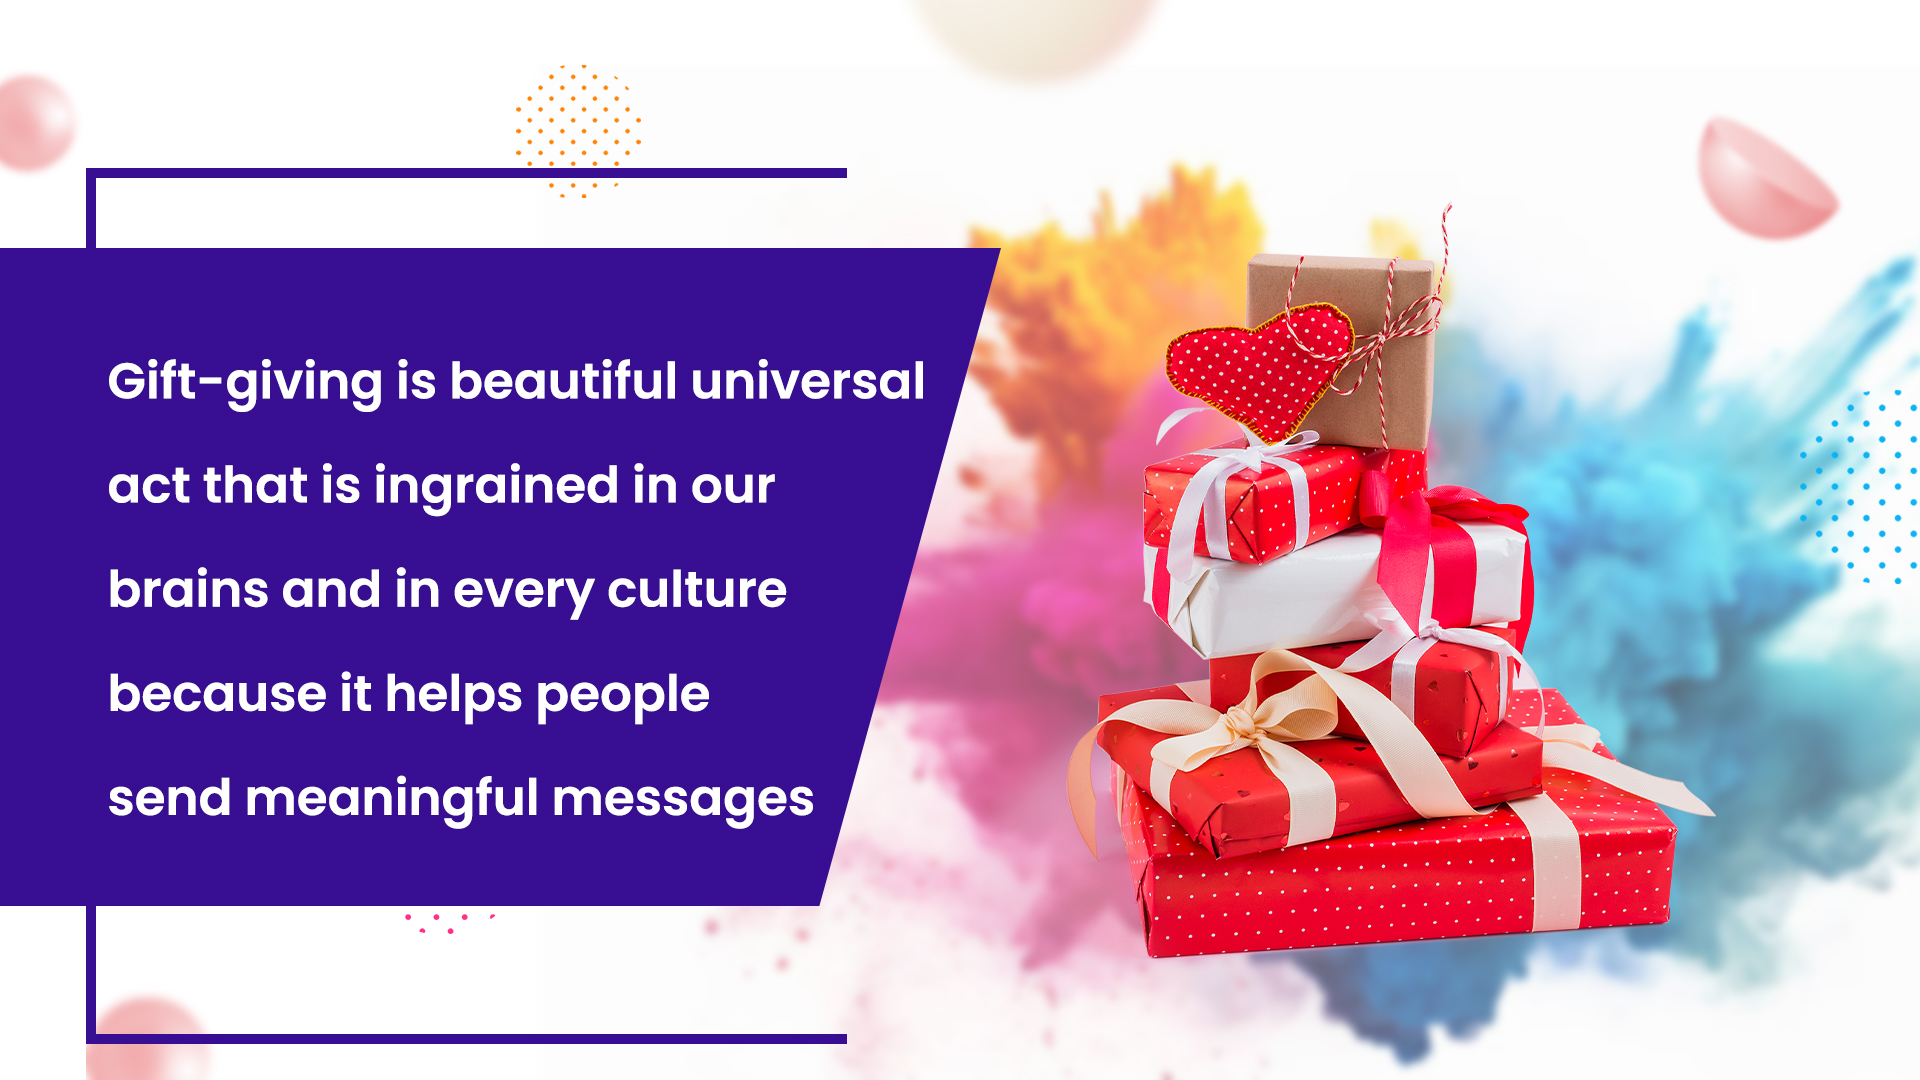 Gift-giving is beautiful universal
act that is ingrained in our
brains and in every culture
because it helps people
send meaningful messages